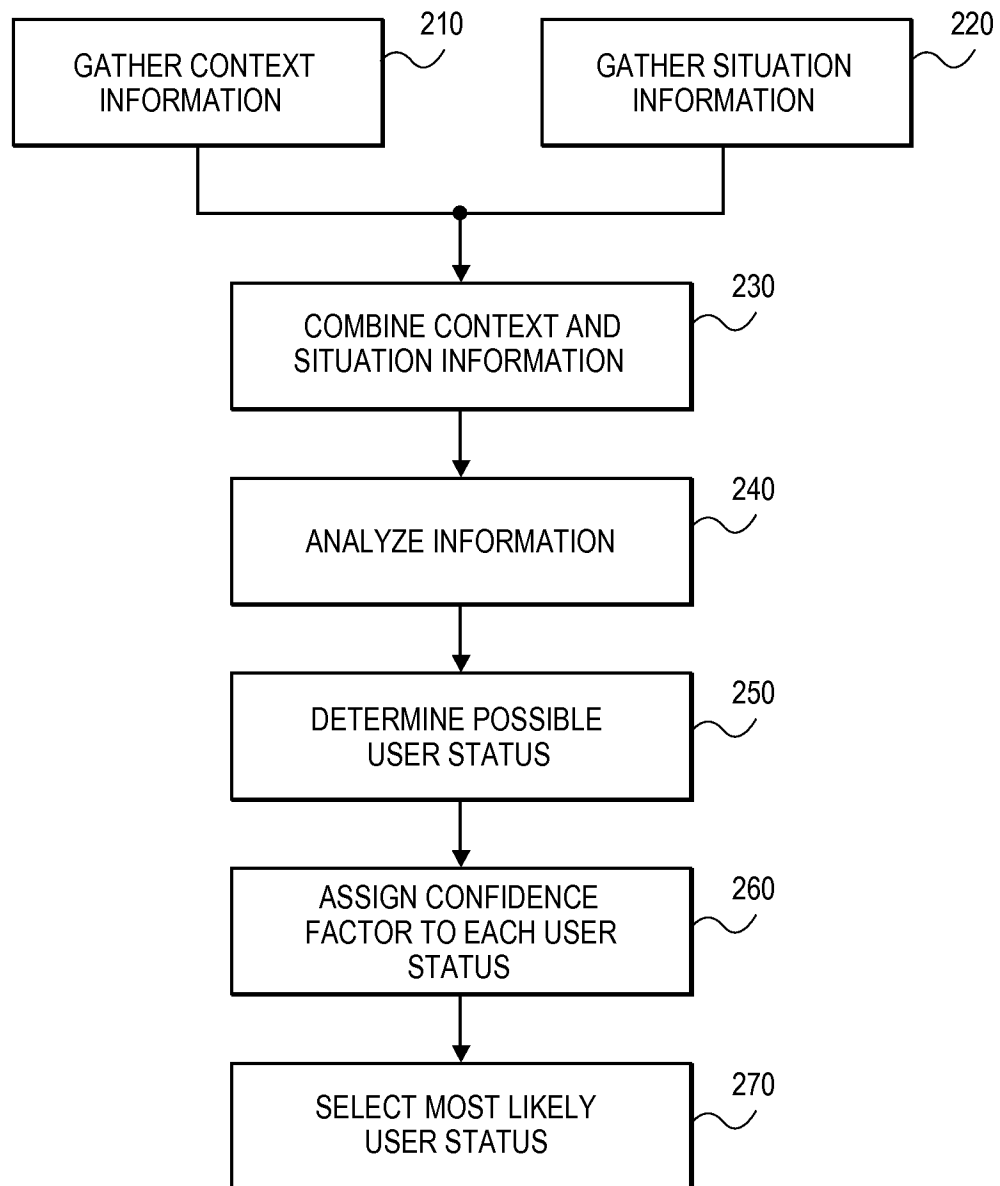 210
GATHER CONTEXT
INFORMATION
220
GATHER SITUATION
INFORMATION
230
COMBINE CONTEXT AND
SITUATION INFORMATION
240
ANALYZE INFORMATION
250
DETERMINE POSSIBLE
USER STATUS
260
ASSIGN CONFIDENCE
FACTOR TO EACH USER
STATUS
270
SELECT MOST LIKELY
USER STATUS